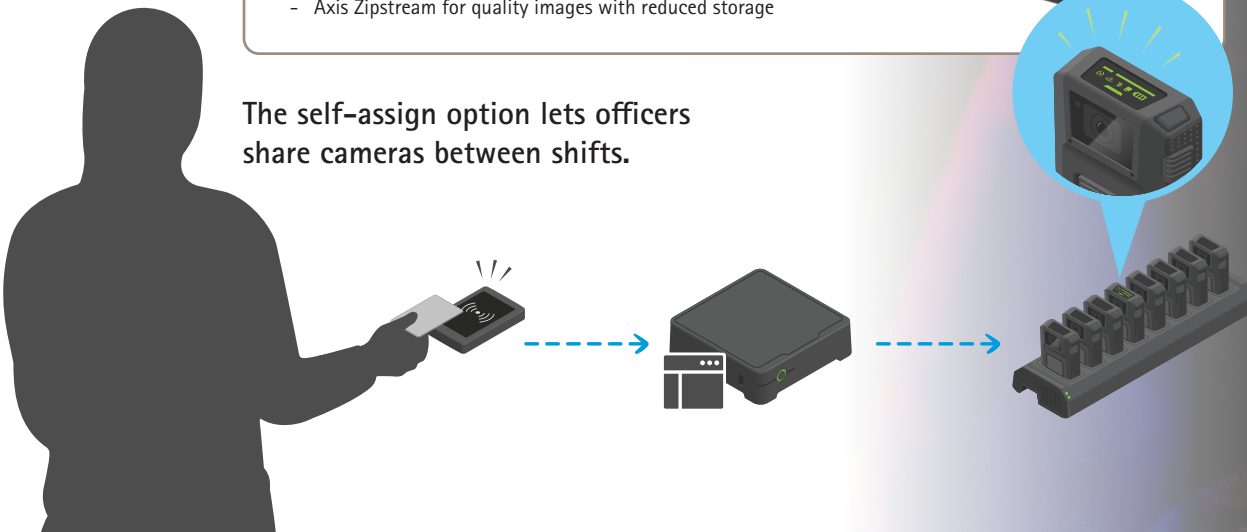 - Axis Zipstream for quality images with reduced storage
The self-assign option lets officers
share cameras between shifts.